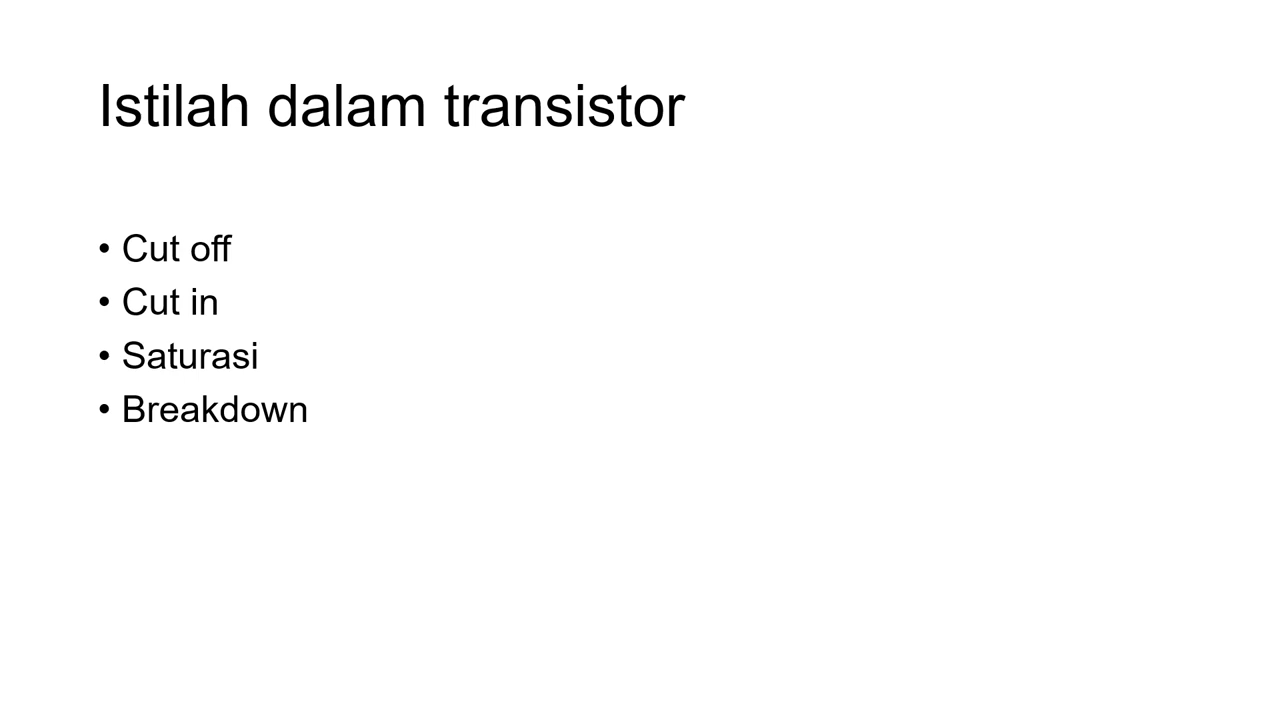 Istilah dalam transistor
• Cut off
• Cut in
• Saturasi
• Breakdown